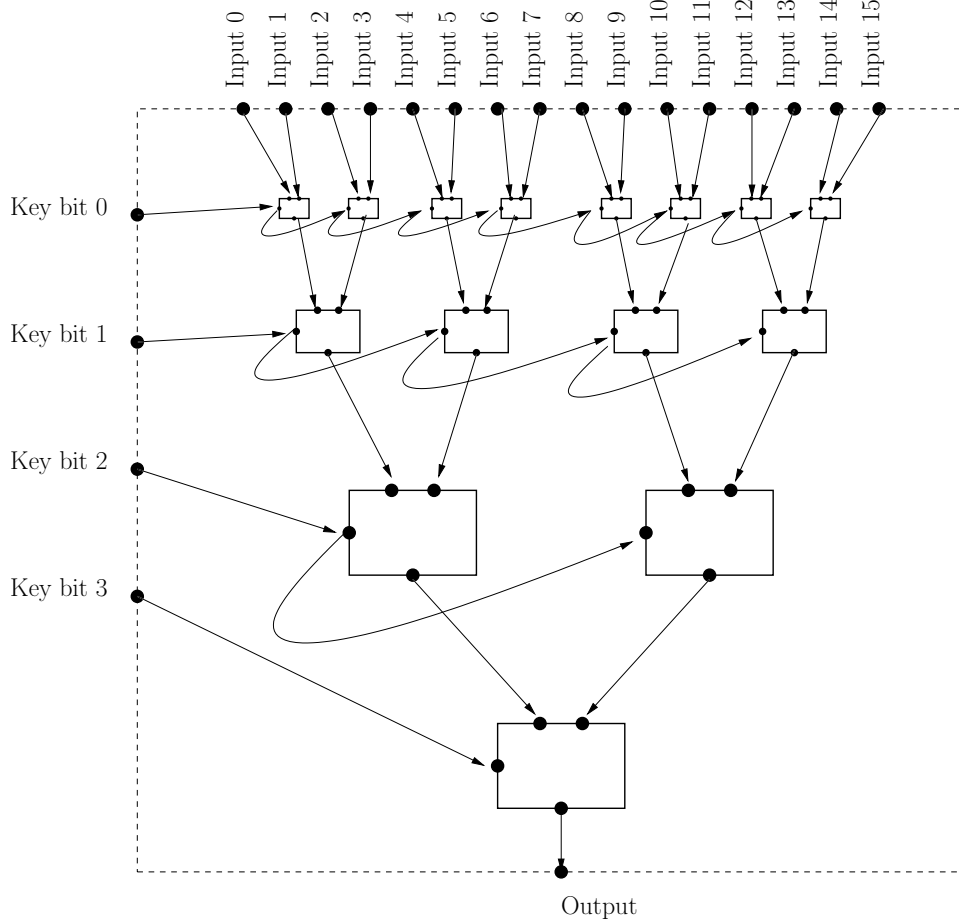 Input 0
Input 1
Input 2
Input 3
Input 4
Input 5
Input 6
Input 7
Input 8
Input 9
Input 10
Input 11
Input 12
Input 13
Input 14
Input 15
Key bit 0
Key bit 1
Key bit 2
Key bit 3
Output